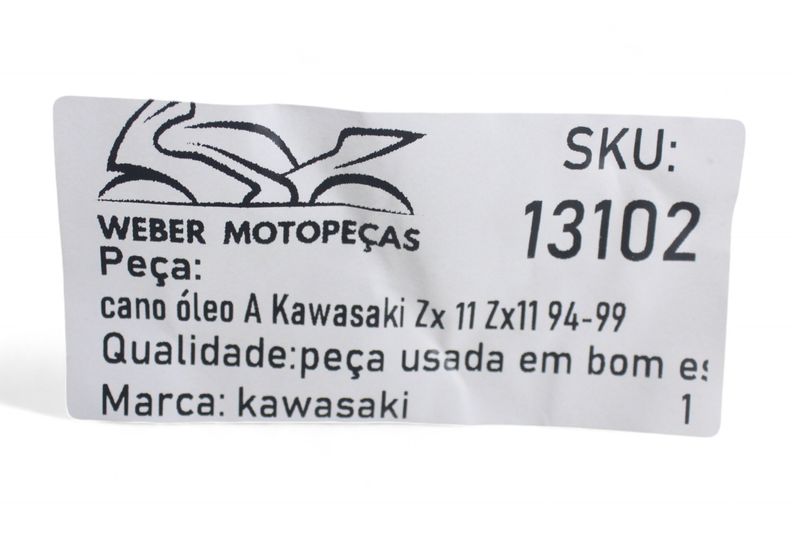 SKU:
13102
WEBER MOTOPEÇAS
Peça:
cano óleo A Kawasaki Zx 11 Zx11 94-99
Qualidade:peça usada em bom es
Marca: kawasaki 1